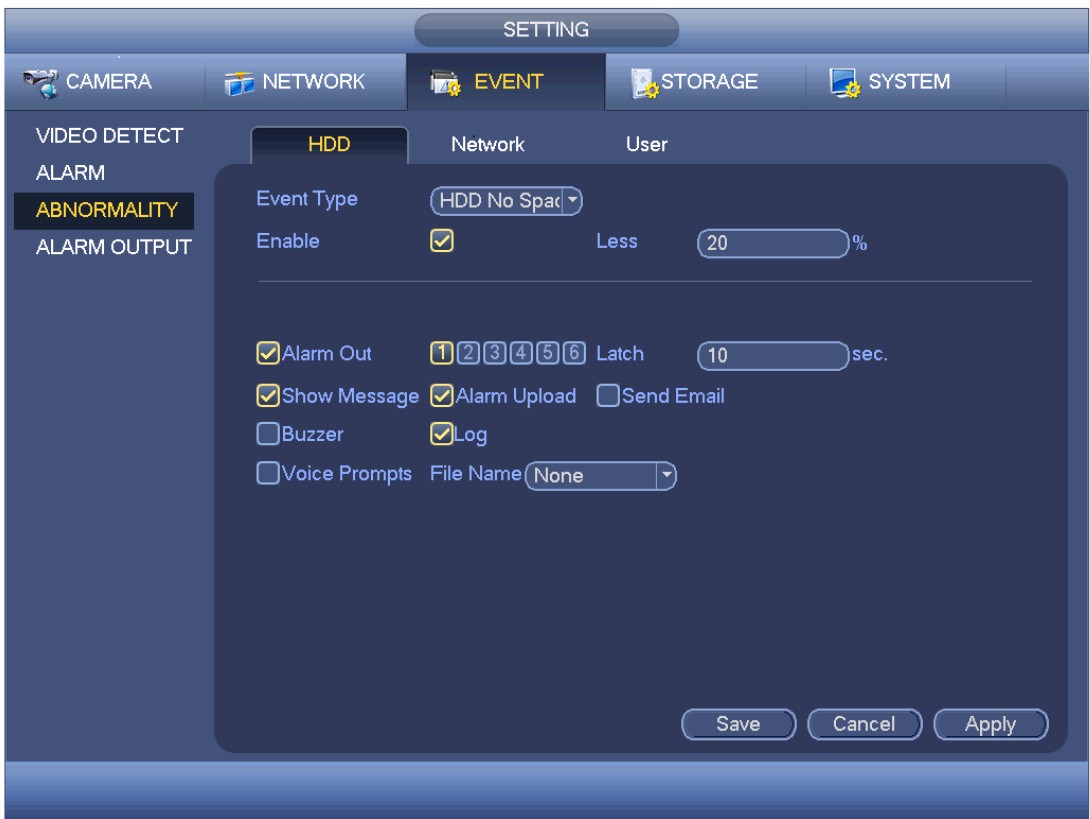 SETTING
CAMERA NETWORK EVENT STORAGE SYSTEM
VIDEO DETECT
ALARM
ABNORMALITY
ALARM OUTPUT
HDD Network User
Event Type HDD No Spac
Enable Less 20 %
Alarm Out 1 2 3 4 5 6 Latch 10 sec.
Show Message Alarm Upload Send Email
Buzzer Log
Voice Prompts File Name None
Save Cancel Apply